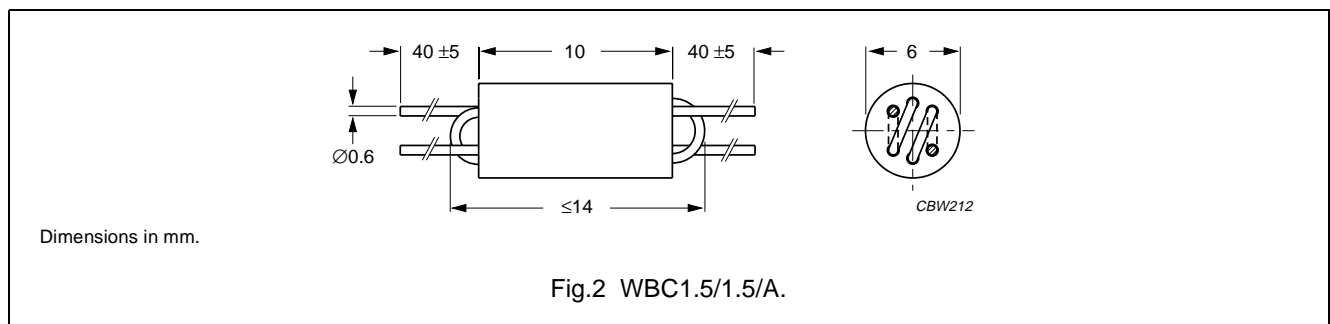 40 ±5 10 40 ±5 6
∅0.6
≤14
CBW212
Dimensions in mm.
Fig.2 WBC1.5/1.5/A.